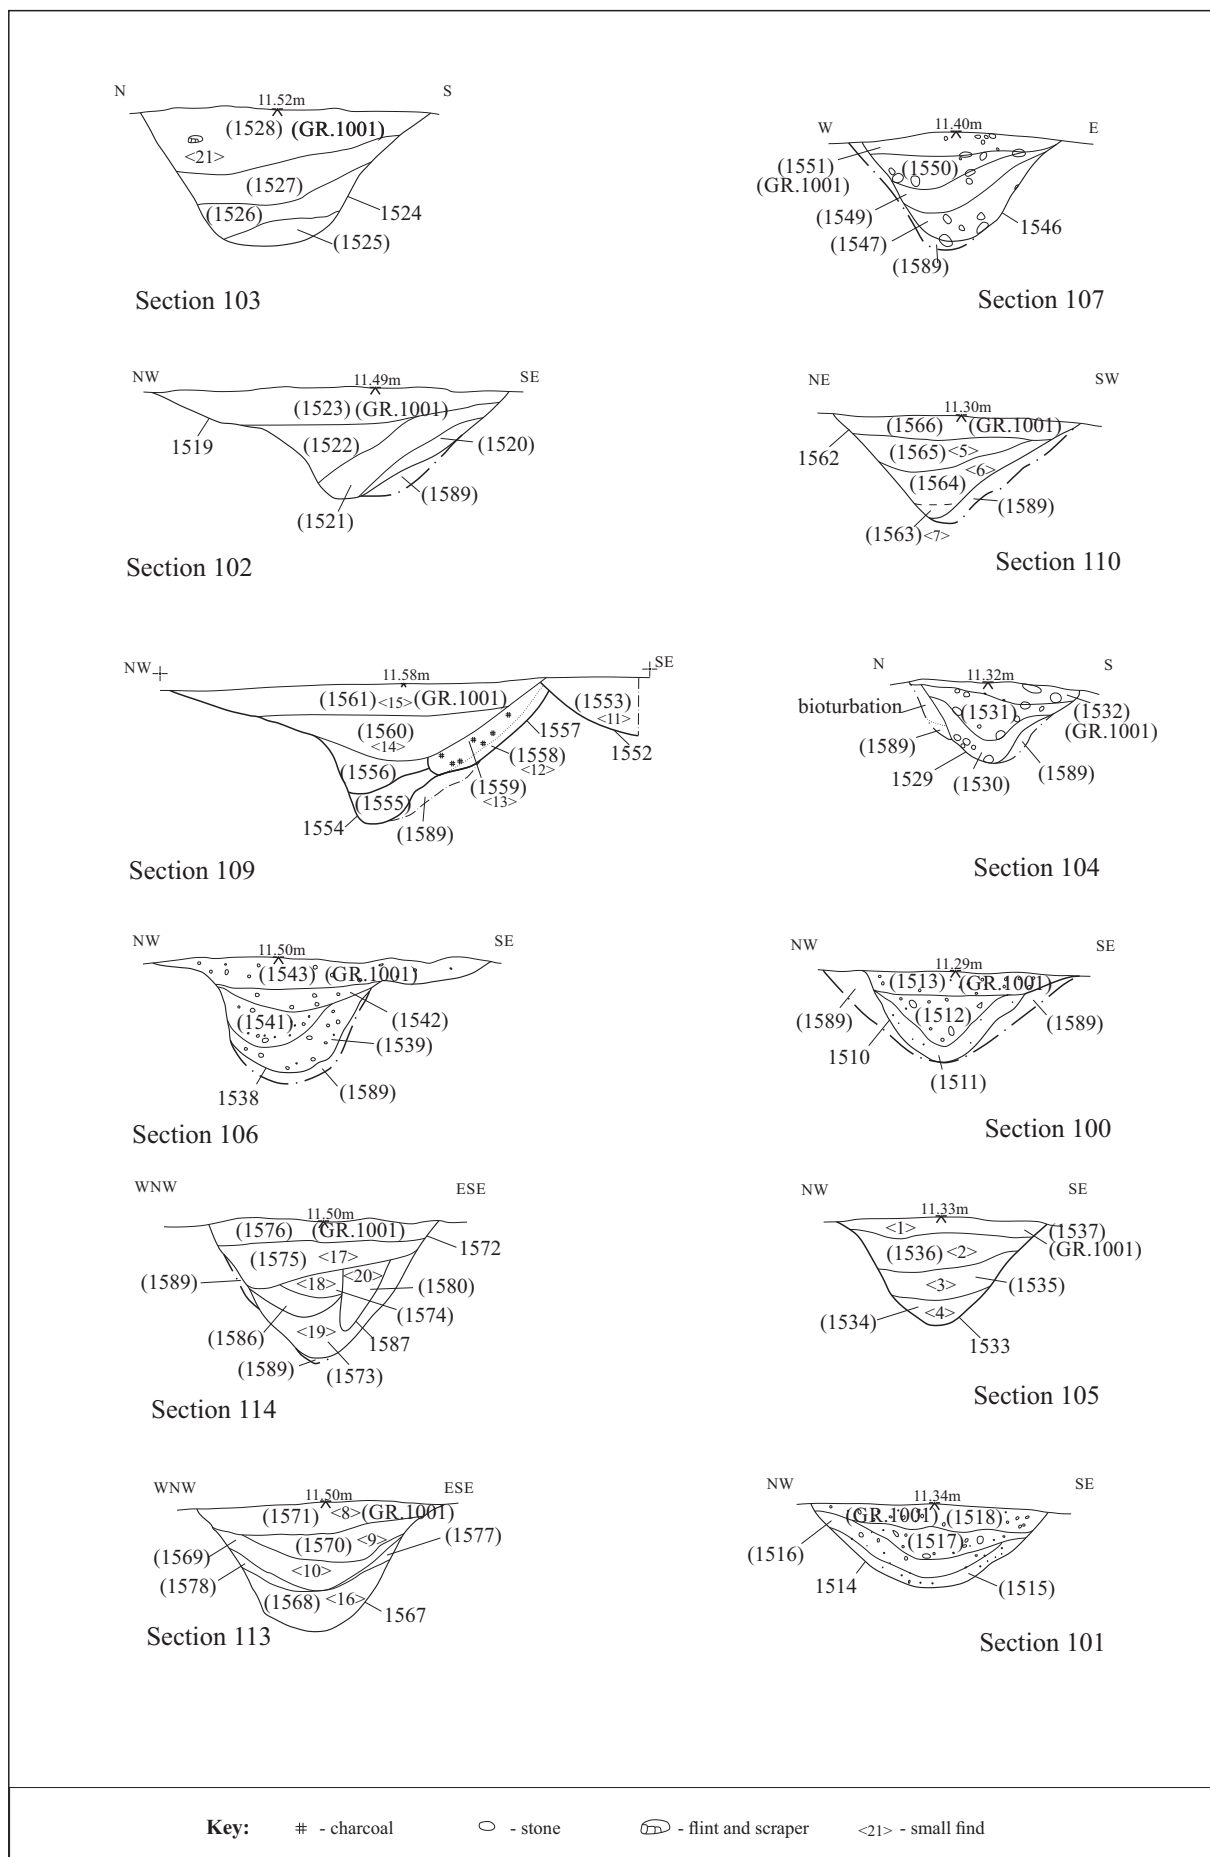 N S
11.52m
(1528) (GR.1001)
<21>
(1527)
(1526) 1524
(1525)
Section 103
W 11.40m E
(1551) (1550)
(GR.1001)
(1549) 1546
(1547)
(1589)
Section 107
NW 11.49m SE
(1523) (GR.1001)
1519 (1522) (1520)
(1589)
(1521)
Section 102
NE SW
11.30m
(1566) (GR.1001)
1562 (1565) <5>
(1564) <6>
(1589)
(1563) <7>
Section 110
NW SE
11.58m
(1561) <15> (GR.1001) (1553)
<11>
(1560) 1557
<14> (1558) 1552
<12>
(1556) (1559)
<13>
(1555)
1554 (1589)
Section 109
N S
11.32m
bioturbation (1531) (1532)
(GR.1001)
(1589) (1589)
1529 (1530)
Section 104
NW 11.50m SE
(1543) (GR.1001)
(1541) (1542)
(1539)
1538 (1589)
Section 106
NW SE
11.29m
(1513) (GR.1001)
(1589) (1512) (1589)
1510
(1511)
Section 100
WNW ESE
11.50m
(1576) (GR.1001)
(1575) <17> 1572
(1589) <18> <20> (1580)
(1574)
(1586) <19> 1587
(1589) (1573)
Section 114
NW SE
11.33m
<1> (1537)
(GR.1001)
(1536) <2>
<3> (1535)
(1534) <4>
1533
Section 105
WNW ESE
11.50m
(1571) <8> (GR.1001)
(1570) <9> (1577)
(1569)
(1578) <10>
(1568) <16> 1567
Section 113
NW SE
11.34m
(GR.1001) (1518)
(1516) (1517)
1514 (1515)
Section 101
Key: - charcoal - stone - flint and scraper <21> - small find